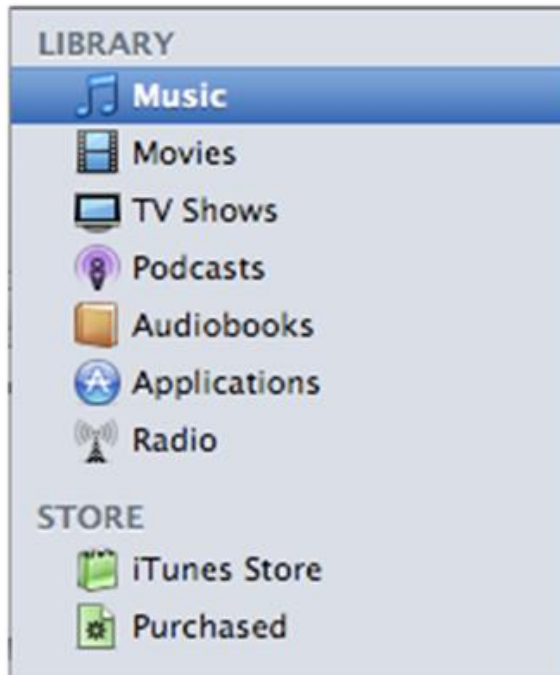 LIBRARY
Music
Movies
TV Shows
Podcasts
Audiobooks
Applications
Radio
STORE
iTunes Store
Purchased